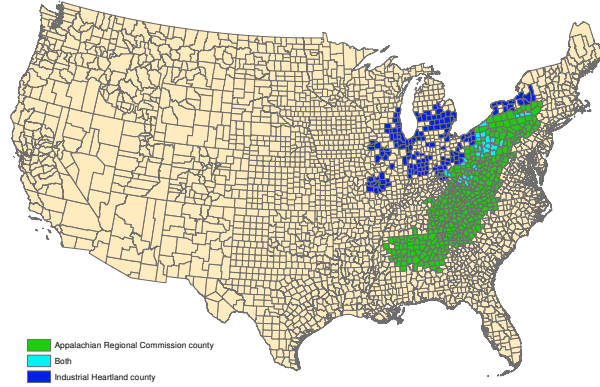 Appalachian Regional Commission county
Both
Industrial Heartland county